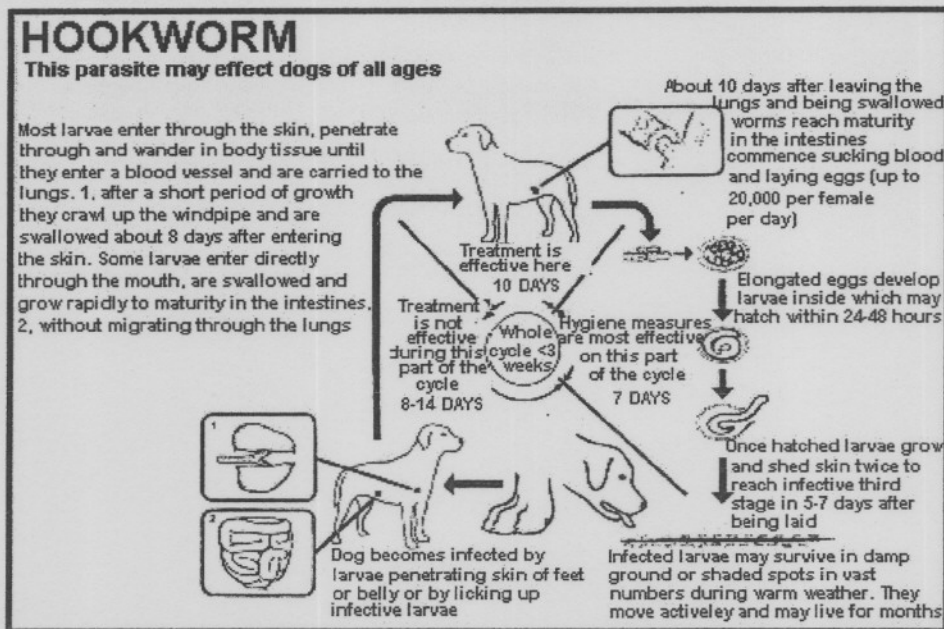 HOOKWORM
This parasite may effect dogs of all ages
Most larvae enter through the skin, penetrate
through and wander in body tissue until
they enter a blood vessel and are carried to the
lungs. 1, after a short period of growth
they crawl up the windpipe and are
swallowed about 8 days after entering
the skin. Some larvae enter directly
through the mouth, are swallowed and
grow rapidly to maturity in the intestines,
2, without migrating through the lungs
About 10 days after leaving the
lungs and being swallowed
worms reach maturity
in the intestines
commence sucking blood
and laying eggs (up to
20,000 per female
per day)
Treatment is
effective here
10 DAYS
Elongated eggs develop
larvae inside which may
hatch within 24-48 hours
Treatment
is not
effective
during this
part of the
cycle
8-14 DAYS
Whole
cycle <3
weeks
Hygiene measures
are most effective
on this part
of the cycle
7 DAYS
Once hatched larvae grow
and shed skin twice to
reach infective third
stage in 5-7 days after
being laid
1
2
Dog becomes infected by
larvae penetrating skin of feet
or belly or by licking up
infective larvae
Infected larvae may survive in damp
ground or shaded spots in vast
numbers during warm weather. They
move activeley and may live for months